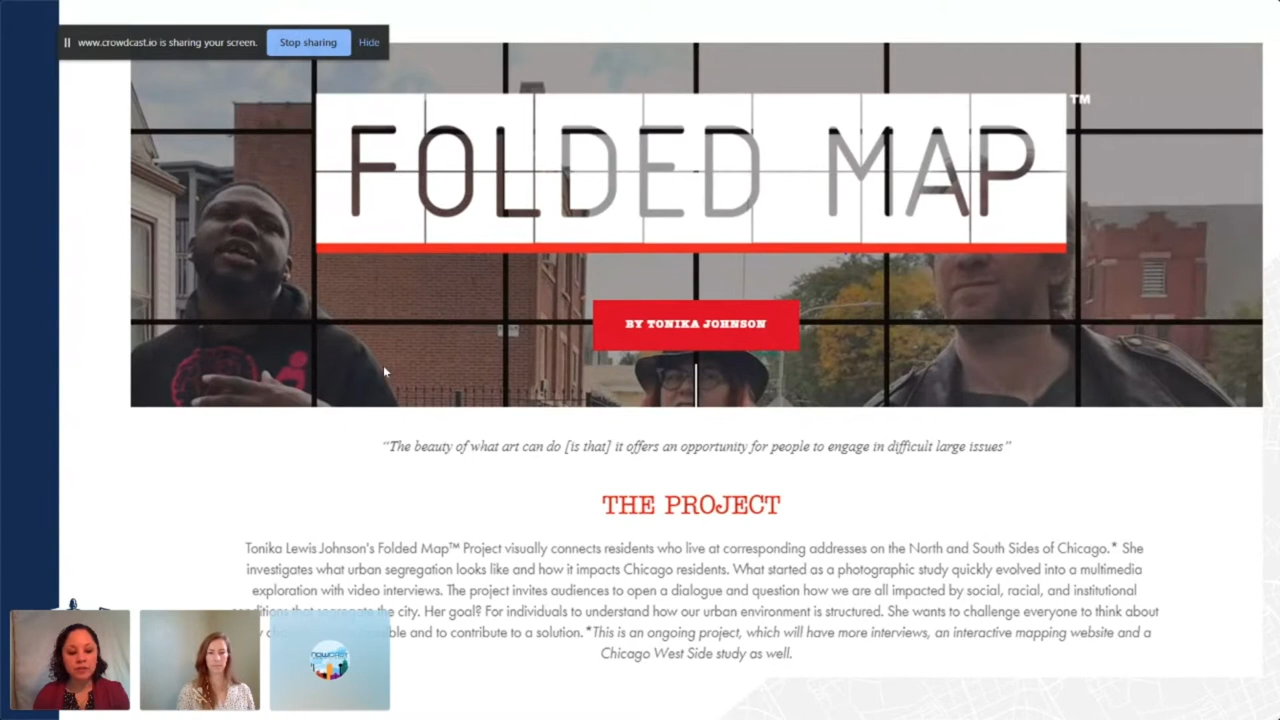 www.crowdcast.io is sharing your screen. Stop sharing Hide
FOLDED MAP™
BY TONIKA JOHNSON
“The beauty of what art can do [is that] it offers an opportunity for people to engage in difficult large issues”
THE PROJECT
Tonika Lewis Johnson's Folded Map™ Project visually connects residents who live at corresponding addresses on the North and South Sides of Chicago.* She
investigates what urban segregation looks like and how it impacts Chicago residents. What started as a photographic study quickly evolved into a multimedia
exploration with video interviews. The project invites audiences to open a dialogue and question how we are all impacted by social, racial, and institutional
conditions that segregate the city. Her goal? For individuals to understand how our urban environment is structured. She wants to challenge everyone to think about
and to contribute to a solution.*This is an ongoing project, which will have more interviews, an interactive mapping website and a
Chicago West Side study as well.